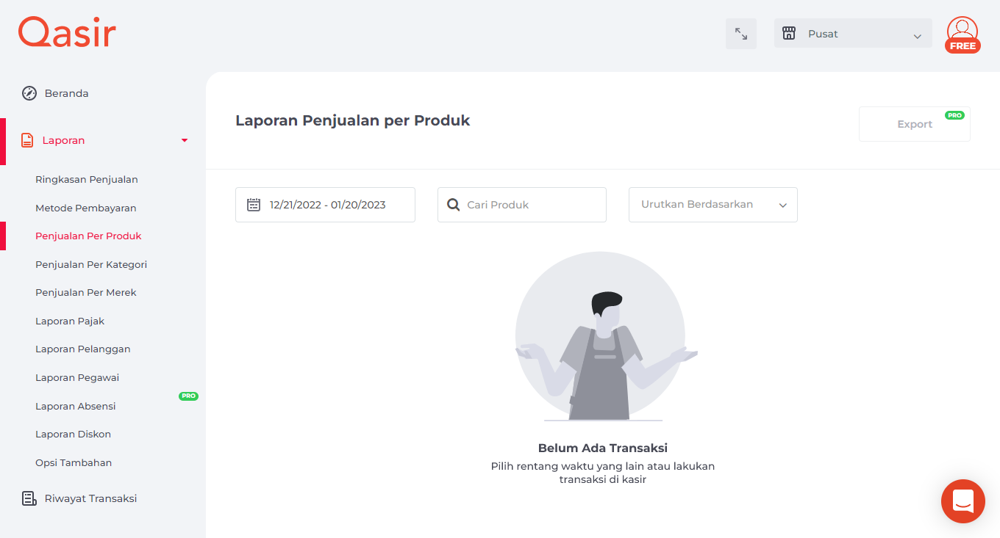 Qasir
Pusat
FREE
Beranda
Laporan
Ringkasan Penjualan
Metode Pembayaran
Penjualan Per Produk
Penjualan Per Kategori
Penjualan Per Merek
Laporan Pajak
Laporan Pelanggan
Laporan Pegawai
Laporan Absensi
PRO
Laporan Diskon
Opsi Tambahan
Riwayat Transaksi
Laporan Penjualan per Produk
Export
PRO
12/21/2022 - 01/20/2023
Cari Produk
Urutkan Berdasarkan
Belum Ada Transaksi
Pilih rentang waktu yang lain atau lakukan
transaksi di kasir